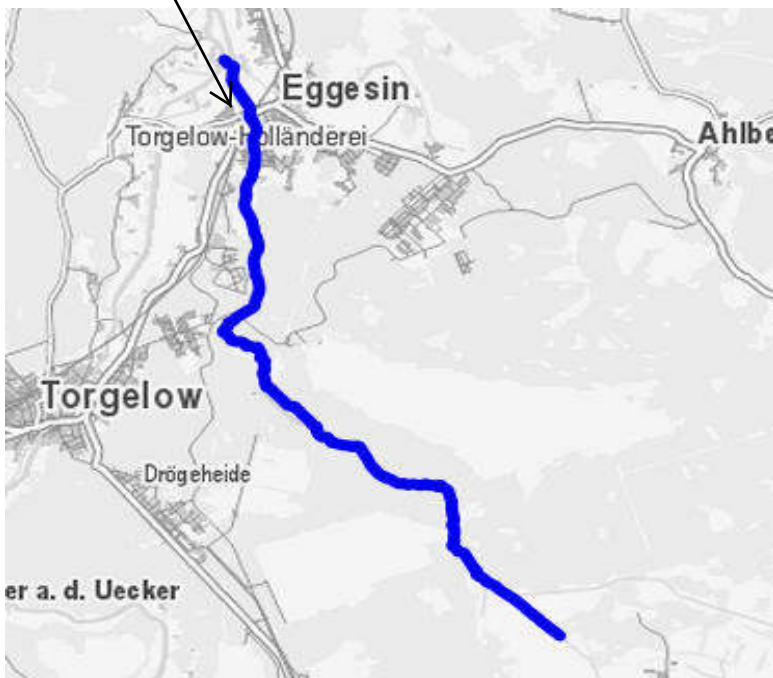 Eggesin
Torgelow-Holländerei
Ahlbe
Torgelow
Drögeheide
er a. d. Uecker